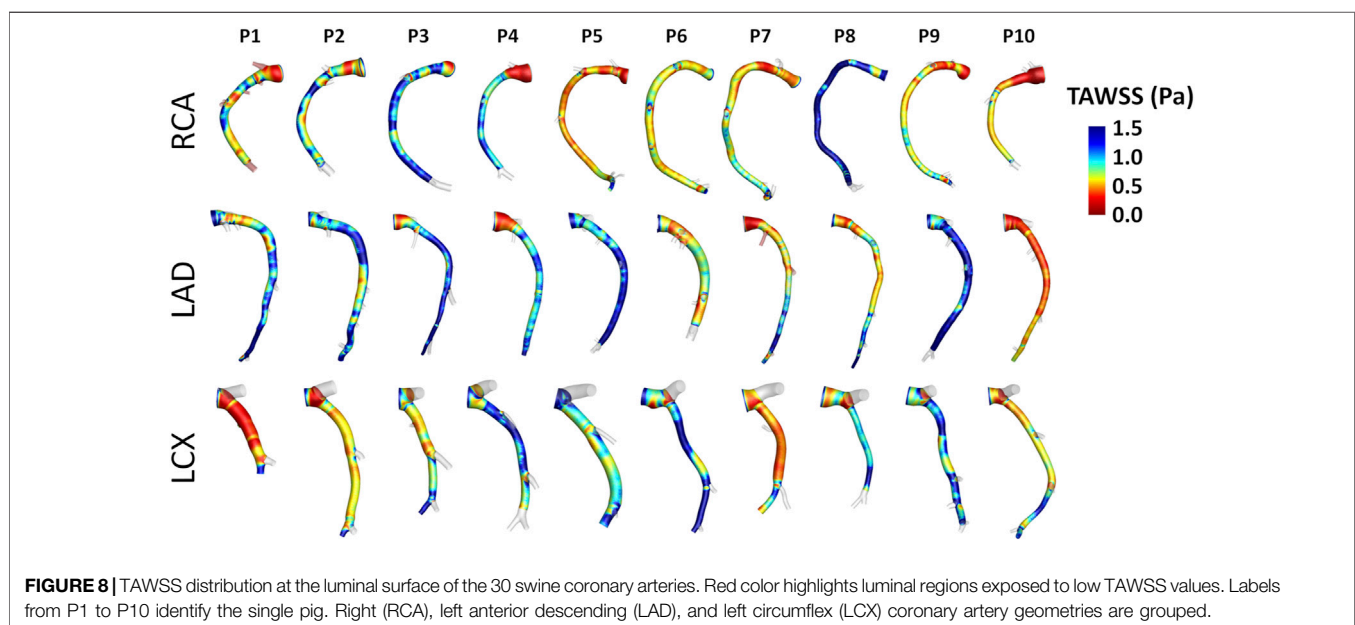 P1 P2 P3 P4 P5 P6 P7 P8 P9 P10
RCA
TAWSS (Pa)
1.5
1.0
0.5
0.0
LAD
LCX
FIGURE 8 | TAWSS distribution at the luminal surface of the 30 swine coronary arteries. Red color highlights luminal regions exposed to low TAWSS values. Labels
from P1 to P10 identify the single pig. Right (RCA), left anterior descending (LAD), and left circumflex (LCX) coronary artery geometries are grouped.